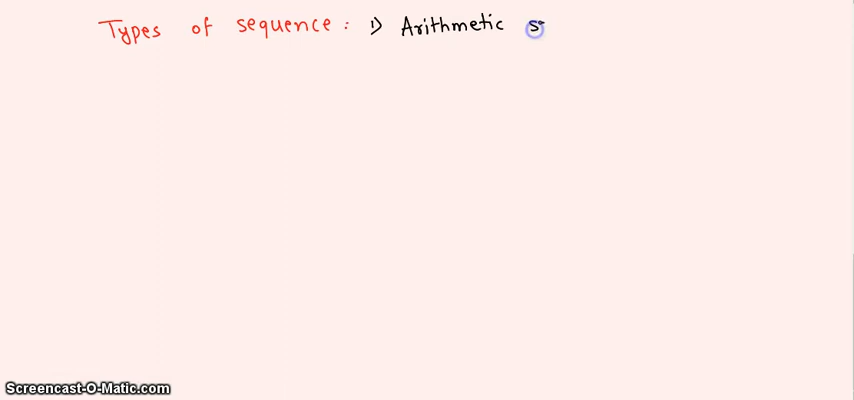 Types of sequence : 1) Arithmetic s
Screencast-O-Matic.com